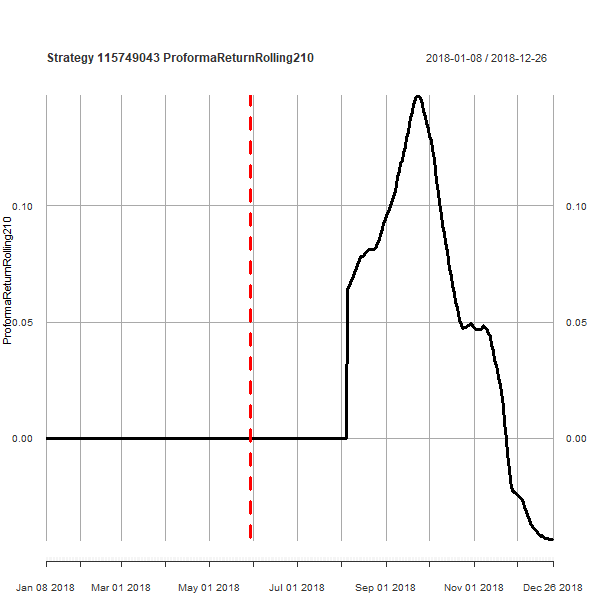 Strategy 115749043 ProformaReturnRolling210
2018-01-08 / 2018-12-26
ProformaReturnRolling210
0.10
0.10
0.05
0.05
0.00
0.00
Jan 08 2018
Mar 01 2018
May 01 2018
Jul 01 2018
Sep 01 2018
Nov 01 2018
Dec 26 2018